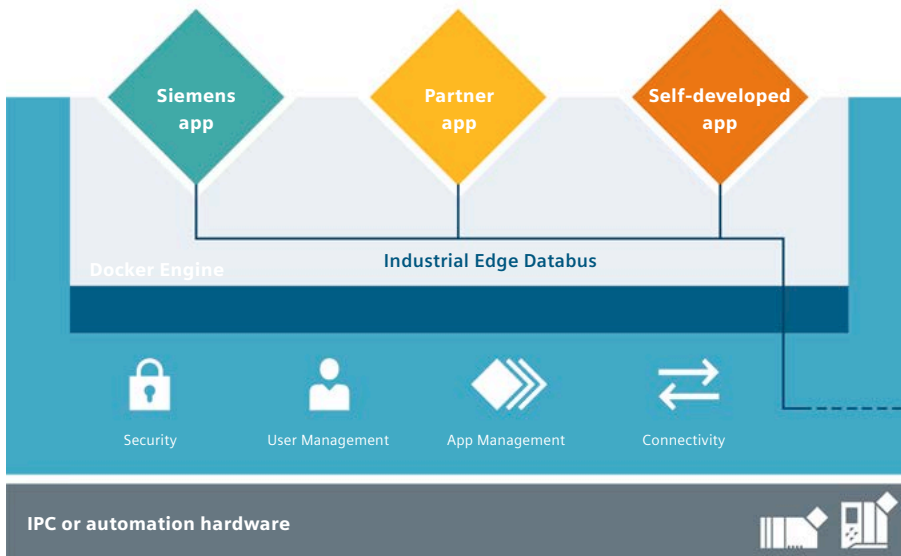 Siemens
app
Partner
app
Self-developed
app
Industrial Edge Databus
Docker Engine
Security
User Management
App Management
Connectivity
IPC or automation hardware